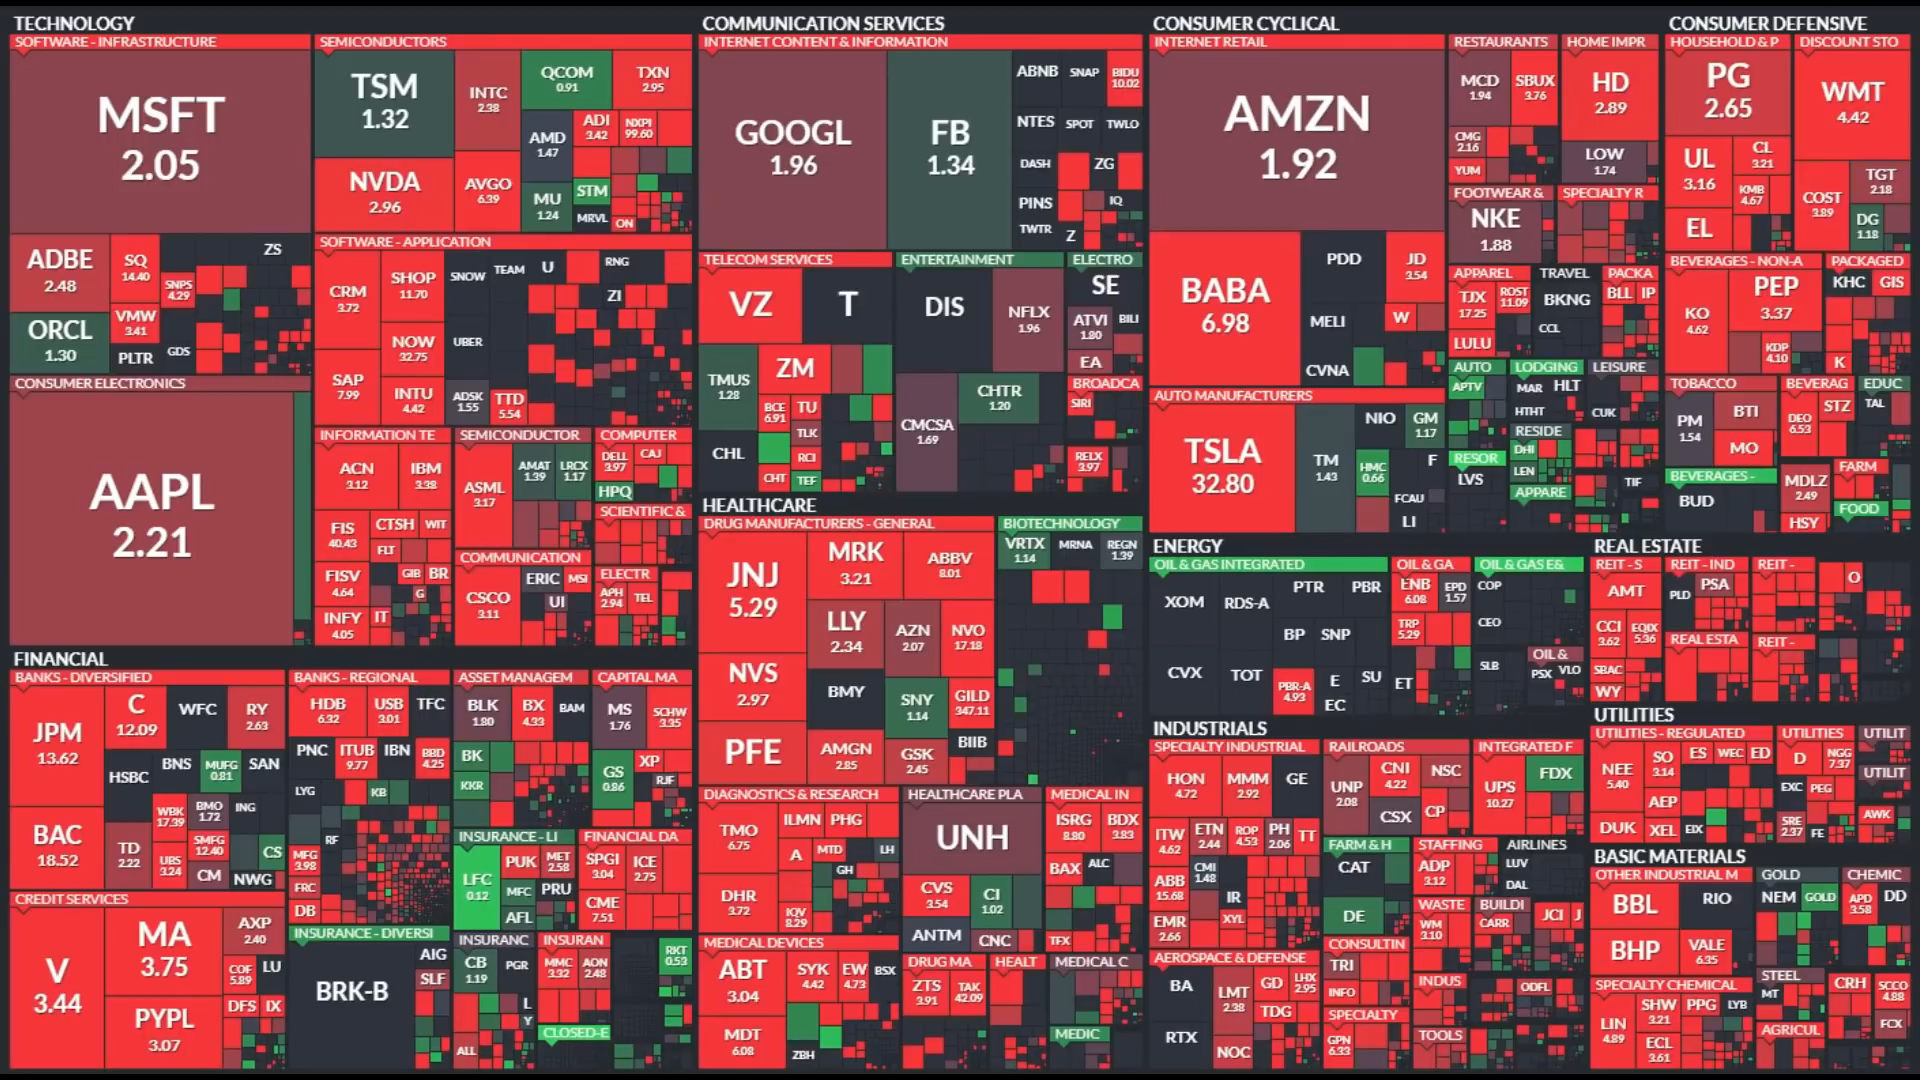 TECHNOLOGY
SOFTWARE - INFRASTRUCTURE
MSFT
2.05
ADBE
2.48
SQ
14.40
SNPS
4.29
ZS
ORCL
1.30
VMW
3.41
PLTR
GDS
CONSUMER ELECTRONICS
AAPL
2.21
SEMICONDUCTORS
TSM
1.32
INTC
2.38
QCOM
0.91
TXN
2.95
NVDA
2.96
AVGO
6.39
AMD
1.47
ADI
3.42
NXPI
99.60
MU
1.24
STM
MRVL
ON
SOFTWARE - APPLICATION
CRM
3.72
SHOP
11.70
SNOW
TEAM
U
RNG
ZI
NOW
32.75
UBER
SAP
7.99
INTU
4.42
ADSK
1.55
TTD
5.54
INFORMATION TE
ACN
3.12
IBM
3.38
FIS
40.43
CTSH
WIT
FLT
FISV
4.64
GIB
BR
G
INFY
4.05
IT
SEMICONDUCTOR
ASML
3.17
AMAT
1.39
LRCX
1.17
COMPUTER
DELL
3.97
CAJ
HPQ
SCIENTIFIC &
COMMUNICATION
CSCO
3.11
ERIC
MSI
UI
ELECTR
APH
2.94
TEL
FINANCIAL
BANKS - DIVERSIFIED
JPM
13.62
C
12.09
WFC
RY
2.63
HSBC
BNS
MUFG
0.81
SAN
BAC
18.52
WBK
17.39
BMO
1.72
ING
TD
2.22
UBS
3.24
SMFG
12.40
CS
CM
NWG
CREDIT SERVICES
V
3.44
MA
3.75
AXP
2.40
COF
5.89
LU
PYPL
3.07
DFS
IX
BANKS - REGIONAL
HDB
6.32
USB
3.01
TFC
PNC
ITUB
9.77
IBN
BBD
4.25
LYG
KB
RF
MFG
3.98
FRC
DB
INSURANCE - DIVERSI
BRK-B
AIG
SLF
ASSET MANAGEM
BLK
1.80
BX
4.33
BAM
BK
KKR
CAPITAL MA
MS
1.76
SCHW
3.35
GS
0.86
XP
RJF
INSURANCE - LI
LFC
0.12
PUK
MET
2.58
MFC
PRU
AFL
FINANCIAL DA
SPGI
3.04
ICE
2.75
CME
7.51
INSURANC
CB
1.19
PGR
L
Y
ALL
INSURAN
MMC
3.32
AON
2.48
RKT
0.53
CLOSED-E
COMMUNICATION SERVICES
INTERNET CONTENT & INFORMATION
GOOGL
1.96
FB
1.34
ABNB
SNAP
BIDU
10.02
NTES
SPOT
TWLO
DASH
ZG
PINS
IQ
TWTR
Z
TELECOM SERVICES
VZ
T
TMUS
1.28
ZM
BCE
6.91
TU
TLK
CHL
RCI
CHT
TEF
ENTERTAINMENT
DIS
NFLX
1.96
CMCSA
1.69
CHTR
1.20
ELECTRO
SE
ATVI
1.80
BILI
EA
BROADCA
SIRI
RELX
3.97
HEALTHCARE
DRUG MANUFACTURERS - GENERAL
JNJ
5.29
MRK
3.21
ABBV
8.01
LLY
2.34
AZN
2.07
NVO
17.18
NVS
2.97
BMY
SNY
1.14
GILD
347.11
PFE
AMGN
2.85
GSK
2.45
BIIB
BIOTECHNOLOGY
VRTX
1.14
MRNA
REGN
1.39
DIAGNOSTICS & RESEARCH
TMO
6.75
ILMN
PHG
A
MTD
LH
GH
DHR
3.72
IQV
8.29
HEALTHCARE PLA
UNH
CVS
3.54
CI
1.02
ANTM
CNC
MEDICAL IN
ISRG
8.80
BDX
3.83
BAX
ALC
TFX
MEDICAL DEVICES
ABT
3.04
SYK
4.42
EW
4.73
BSX
MDT
6.08
ZBH
DRUG MA
ZTS
3.91
TAK
42.09
HEALT
MEDICAL C
MEDIC
CONSUMER CYCLICAL
INTERNET RETAIL
AMZN
1.92
BABA
6.98
PDD
JD
3.54
MELI
W
CVNA
AUTO MANUFACTURERS
TSLA
32.80
TM
1.43
NIO
GM
1.17
HMC
0.66
F
FCAU
LI
RESTAURANTS
MCD
1.94
SBUX
3.76
CMG
2.16
YUM
HOME IMPR
HD
2.89
LOW
1.74
FOOTWEAR &
NKE
1.88
SPECIALTY R
APPAREL
TJX
17.25
ROST
11.09
LULU
TRAVEL
BKNG
CCL
PACKA
BLL
IP
AUTO
APTV
LODGING
MAR
HLT
HTHT
LEISURE
CUK
RESIDE
DHI
LEN
RESOR
LVS
APPARE
TIF
CONSUMER DEFENSIVE
HOUSEHOLD & P
PG
2.65
UL
3.16
CL
3.21
KMB
4.67
EL
DISCOUNT STO
WMT
4.42
COST
3.89
TGT
2.18
DG
1.18
BEVERAGES - NON-A
KO
4.62
PEP
3.37
KDP
4.10
PACKAGED
KHC
GIS
K
TOBACCO
PM
1.54
BTI
MO
BEVERAG
DEO
6.53
STZ
EDUC
TAL
BEVERAGES -
BUD
MDLZ
2.49
HSY
FARM
FOOD
ENERGY
OIL & GAS INTEGRATED
XOM
RDS-A
PTR
PBR
BP
SNP
CVX
TOT
PBR-A
4.93
E
SU
EC
OIL & GA
ENB
6.08
EPD
1.57
TRP
5.29
ET
OIL & GAS E&
COP
CEO
SLB
OIL &
PSX
VLO
REAL ESTATE
REIT - S
AMT
CCI
3.62
EQIX
5.36
SBAC
WY
REIT - IND
PLD
PSA
REIT -
O
REAL ESTA
REIT -
INDUSTRIALS
SPECIALTY INDUSTRIAL
HON
4.72
MMM
2.92
GE
ITW
4.62
ETN
2.44
ROP
4.53
PH
2.06
TT
ABB
15.68
CMI
1.48
IR
EMR
2.66
XYL
RAILROADS
UNP
2.08
CNI
4.22
NSC
CSX
CP
INTEGRATED F
UPS
10.27
FDX
FARM & H
CAT
DE
STAFFING
ADP
3.12
AIRLINES
LUV
DAL
WASTE
WM
3.10
BUILDI
CARR
JCI
J
AEROSPACE & DEFENSE
BA
LMT
2.38
GD
LHX
2.95
TDG
RTX
NOC
CONSULTIN
TRI
INFO
SPECIALTY
GPN
6.33
INDUS
ODFL
TOOLS
UTILITIES
UTILITIES - REGULATED
NEE
5.40
SO
3.14
ES
WEC
ED
AEP
DUK
XEL
EIX
UTILITIES
D
NGG
7.37
EXC
PEG
SRE
2.37
FE
UTILIT
UTILIT
AWK
BASIC MATERIALS
OTHER INDUSTRIAL M
BBL
RIO
BHP
VALE
6.35
GOLD
NEM
GOLD
CHEMIC
APD
3.58
DD
SPECIALTY CHEMICAL
LIN
4.89
SHW
3.21
PPG
LYB
ECL
3.61
STEEL
MT
CRH
SCCO
4.88
FCX
AGRICUL